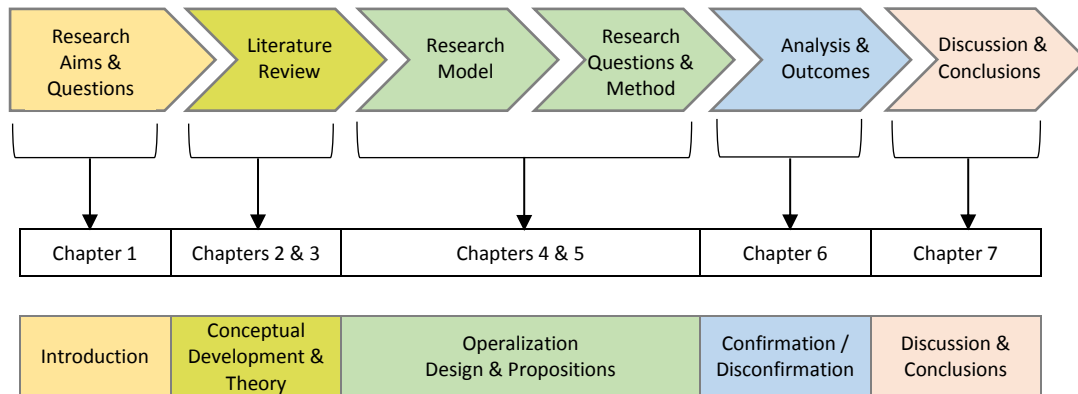 Research
Aims &
Questions
Literature
Review
Research
Model
Research
Questions &
Method
Analysis &
Outcomes
Discussion &
Conclusions
Chapter 1
Chapters 2 & 3
Chapters 4 & 5
Chapter 6
Chapter 7
Introduction
Conceptual
Development &
Theory
Operalization
Design & Propositions
Confirmation /
Disconfirmation
Discussion &
Conclusions